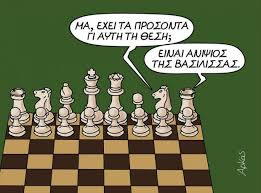 ΜΑ, ΕΧΕΙ ΤΑ ΠΡΟΣΟΝΤΑ
ΓΙ ΑΥΤΗ ΤΗ ΘΕΣΗ;
ΕΙΝΑΙ ΑΝΙΨΙΟΣ
ΤΗΣ ΒΑΣΙΛΙΣΣΑΣ.
Αρκάς